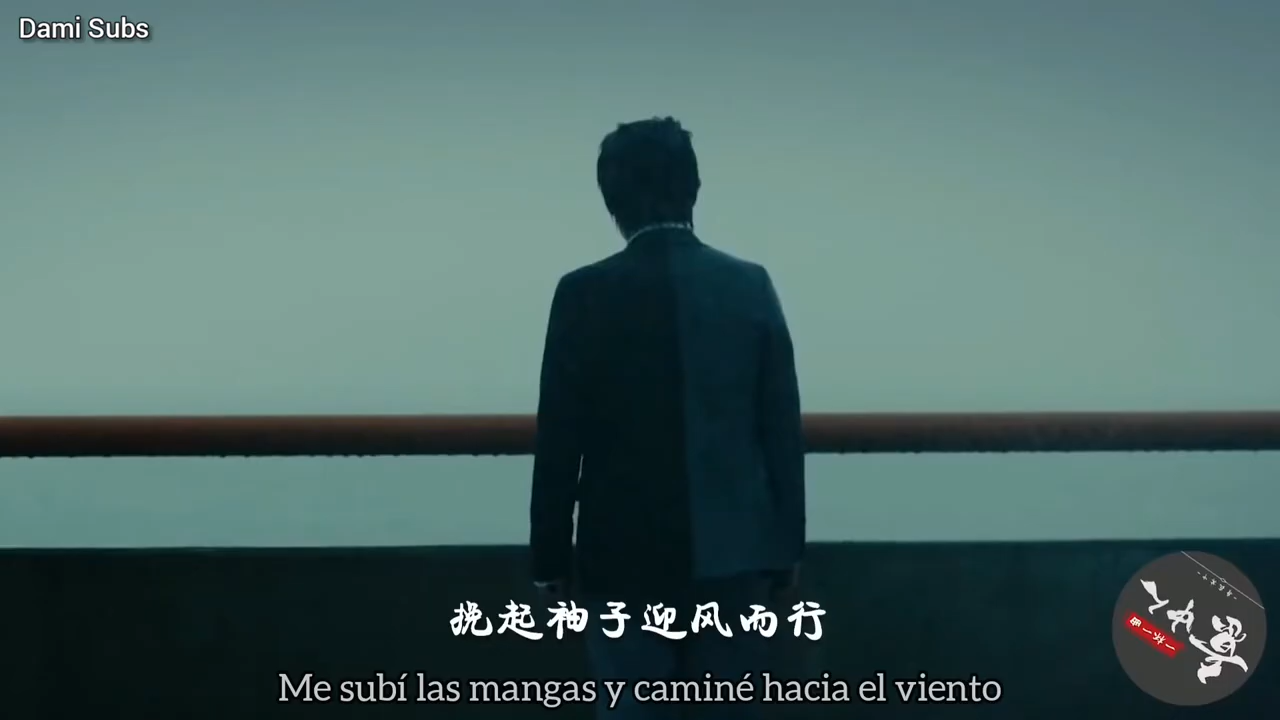 Dami Subs
挽起袖子迎风而行
Me subí las mangas y caminé hacia el viento